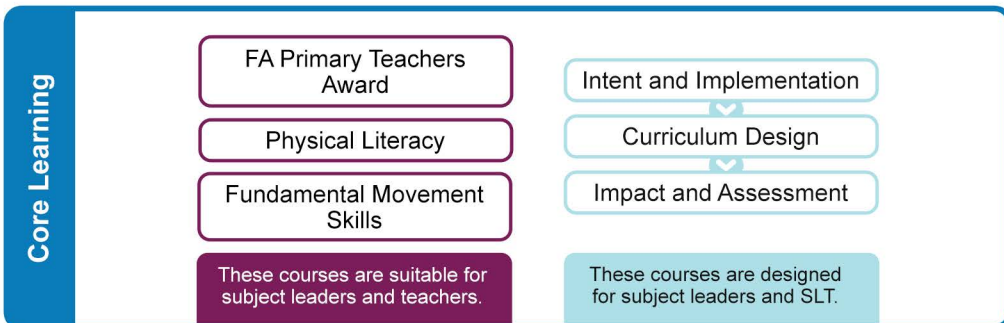 Core Learning
FA Primary Teachers
Award
Physical Literacy
Fundamental Movement
Skills
These courses are suitable for
subject leaders and teachers.
Intent and Implementation
Curriculum Design
Impact and Assessment
These courses are designed
for subject leaders and SLT.